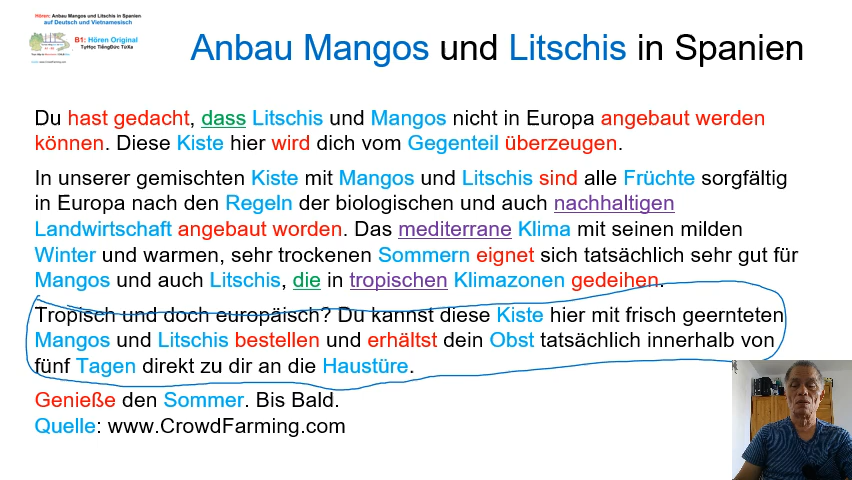 Hören: Anbau Mangos und Litschis in Spanien
auf Deutsch und Vietnamesisch
B1: Hören Original
TựHọc TiếngĐức TừXa
Anbau Mangos und Litschis in Spanien
Du hast gedacht, dass Litschis und Mangos nicht in Europa angebaut werden
können. Diese Kiste hier wird dich vom Gegenteil überzeugen.
In unserer gemischten Kiste mit Mangos und Litschis sind alle Früchte sorgfältig
in Europa nach den Regeln der biologischen und auch nachhaltigen
Landwirtschaft angebaut worden. Das mediterrane Klima mit seinen milden
Winter und warmen, sehr trockenen Sommern eignet sich tatsächlich sehr gut für
Mangos und auch Litschis, die in tropischen Klimazonen gedeihen.
Tropisch und doch europäisch? Du kannst diese Kiste hier mit frisch geernteten
Mangos und Litschis bestellen und erhältst dein Obst tatsächlich innerhalb von
fünf Tagen direkt zu dir an die Haustüre.
Genieße den Sommer. Bis Bald.
Quelle: www.CrowdFarming.com